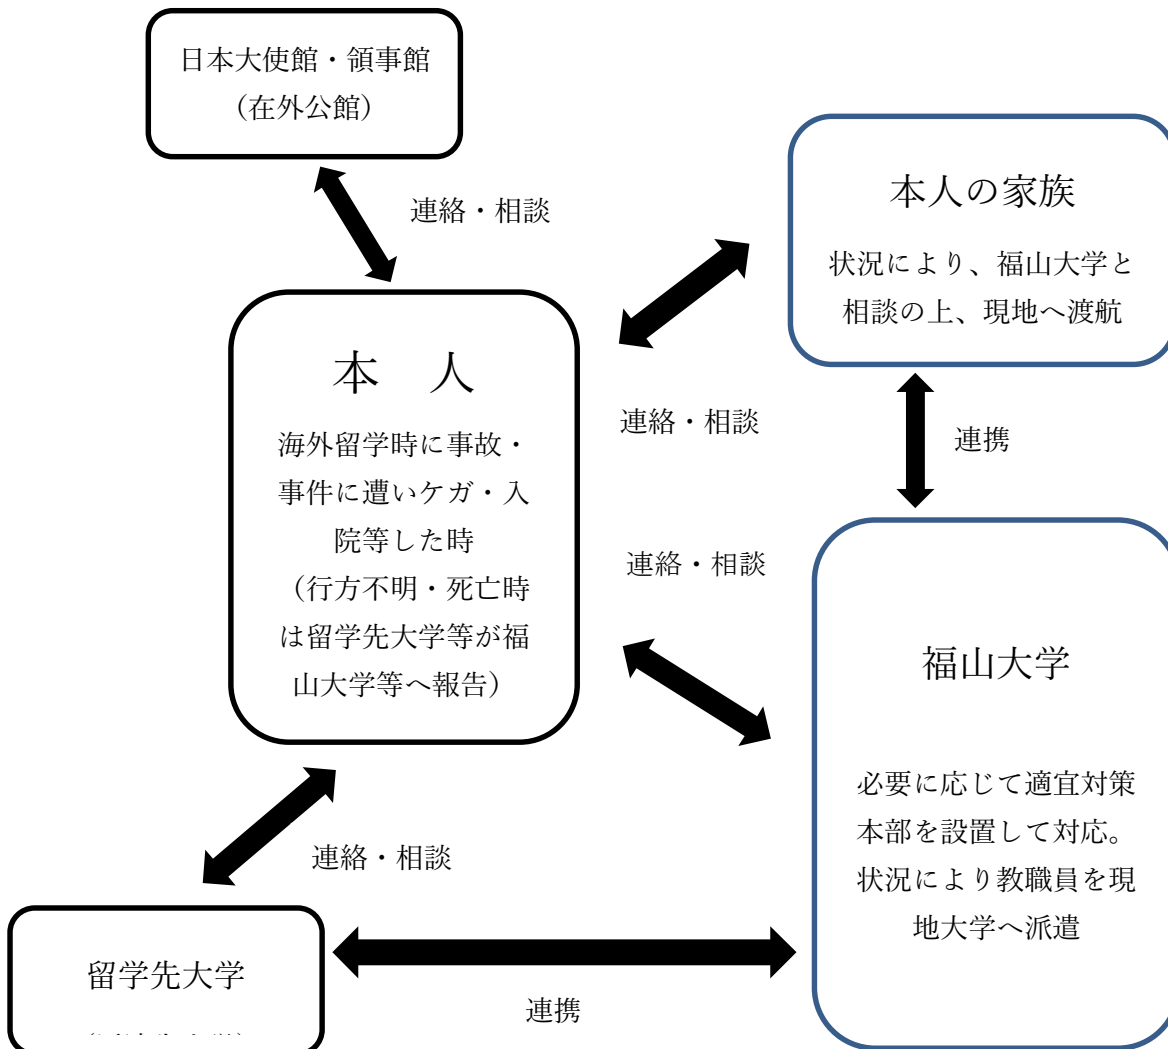 日本大使館・領事館
(在外公館)
連絡・相談
本人の家族
状況により、福山大学と
相談の上、現地へ渡航
本　人
海外留学時に事故・
事件に遭いケガ・入
院等した時
（行方不明・死亡時
は留学先大学等が福
山大学等へ報告）
連絡・相談
連携
連絡・相談
福山大学
必要に応じて適宜対策
本部を設置して対応。
状況により教職員を現
地大学へ派遣
連絡・相談
留学先大学
連携